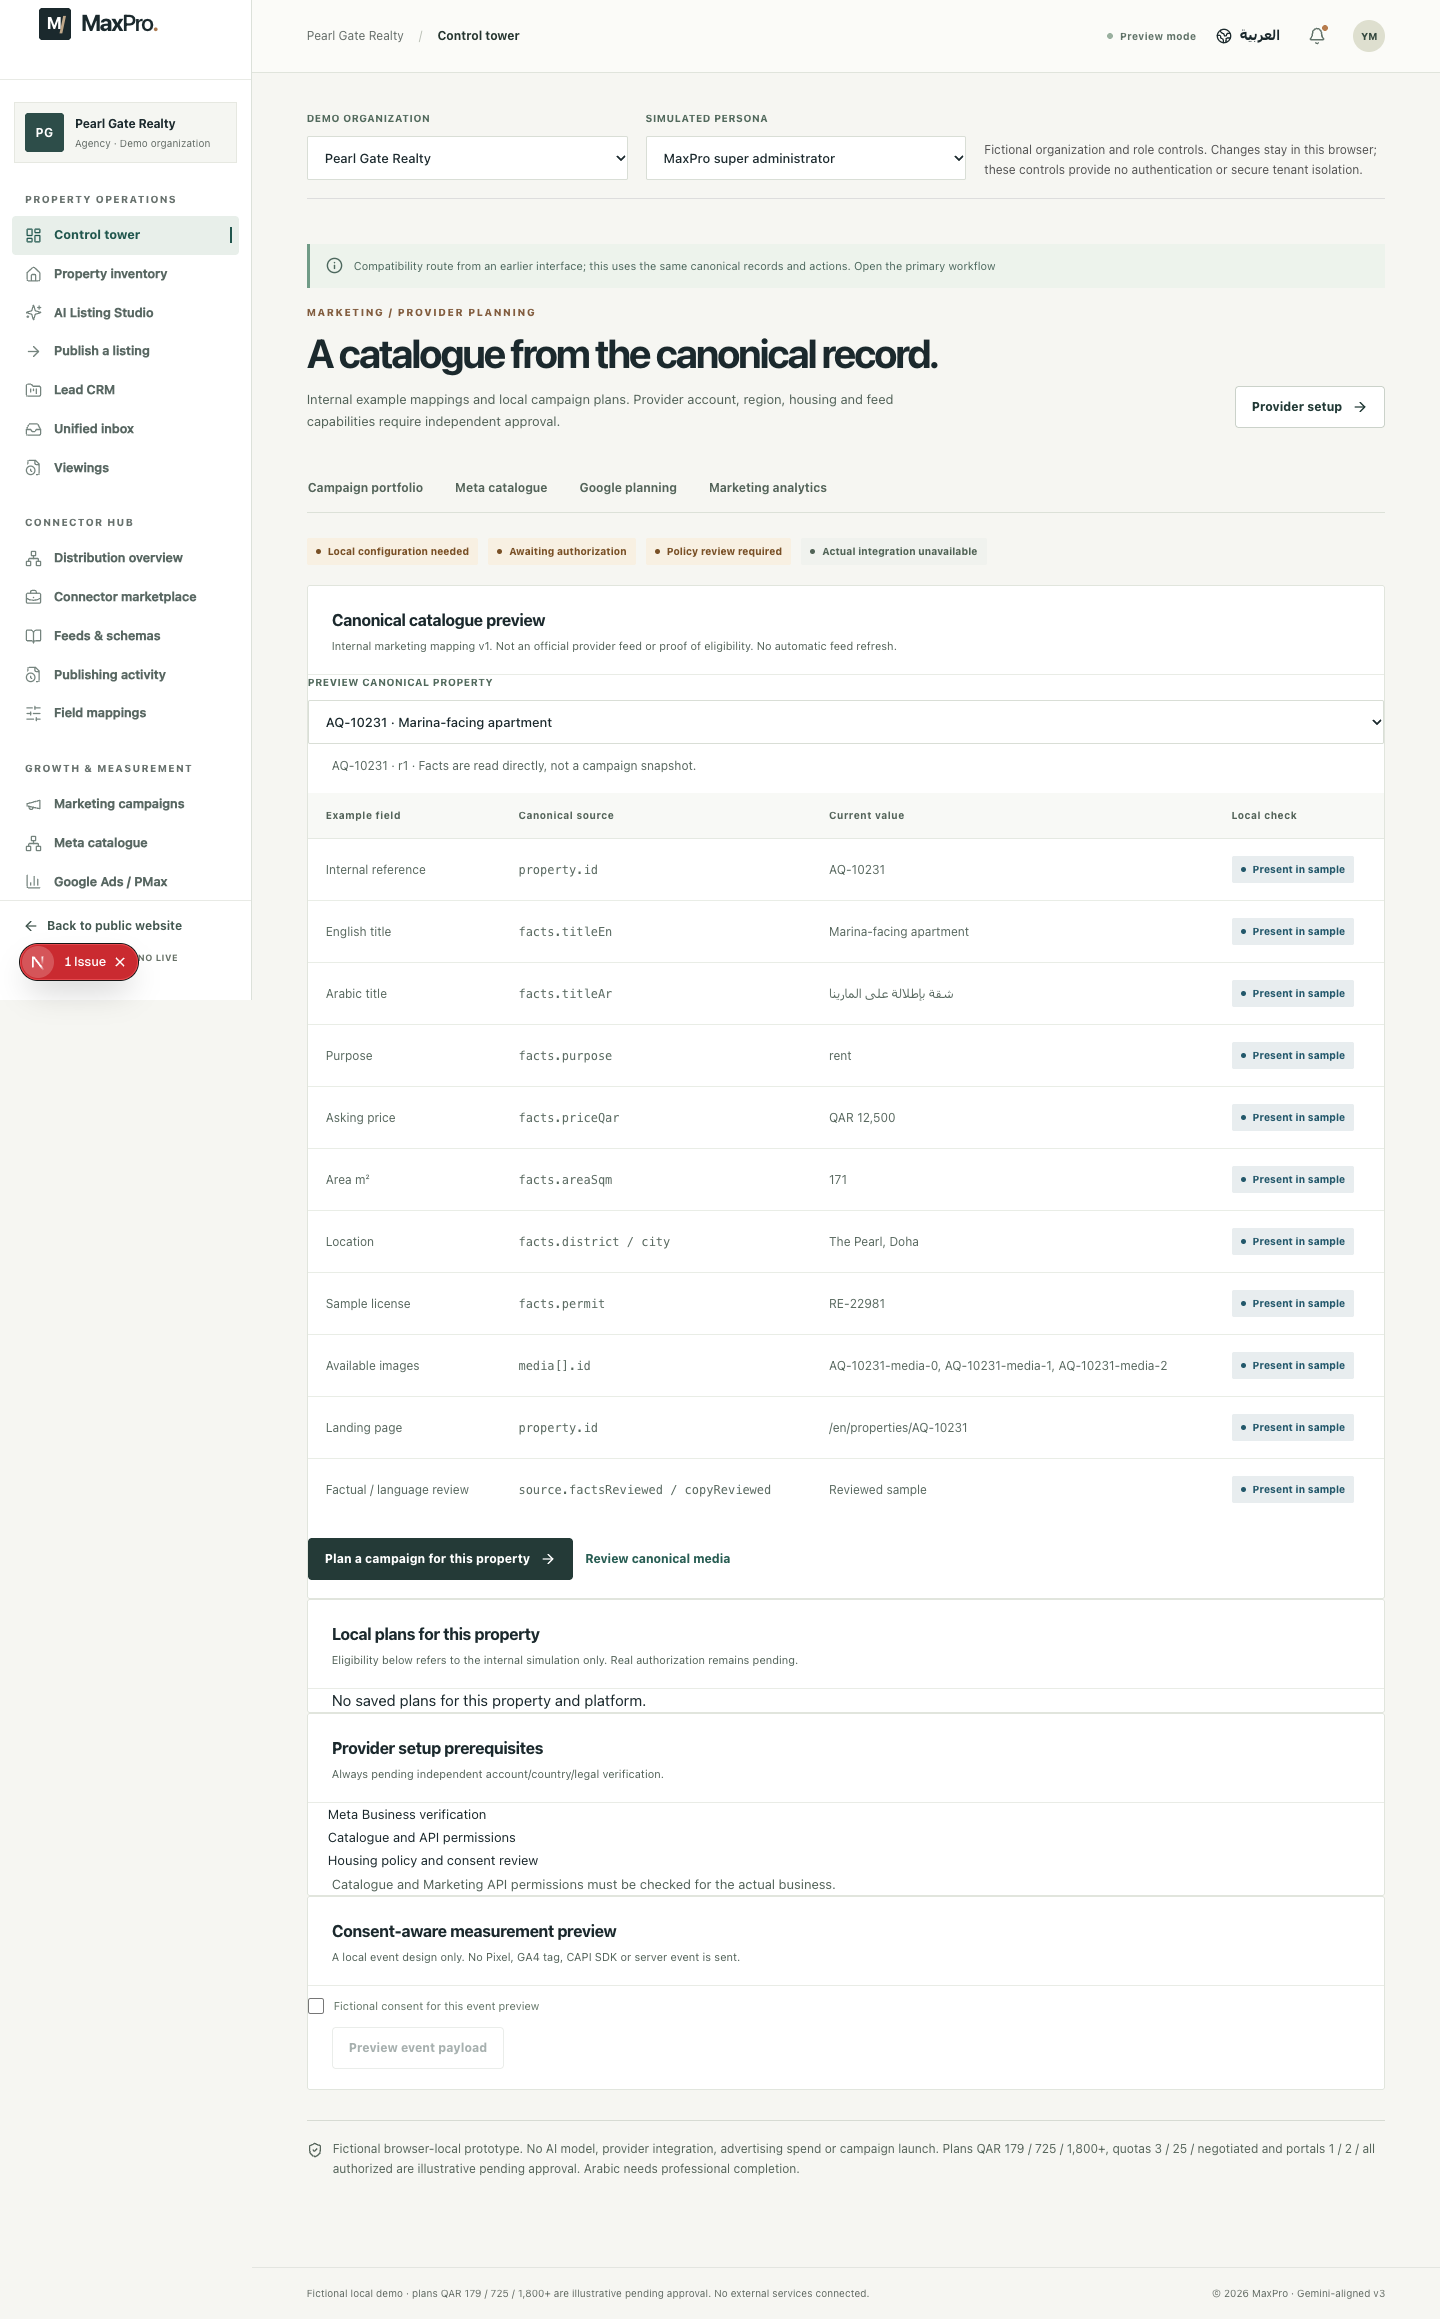 M/ MaxPro.
PG
Pearl Gate Realty
Agency · Demo organization
PROPERTY OPERATIONS
Control tower
Property inventory
AI Listing Studio
Publish a listing
Lead CRM
Unified inbox
Viewings
CONNECTOR HUB
Distribution overview
Connector marketplace
Feeds & schemas
Publishing activity
Field mappings
GROWTH & MEASUREMENT
Marketing campaigns
Meta catalogue
Google Ads / PMax
Back to public website
NO LIVE
N 1 Issue
Pearl Gate Realty / Control tower
Preview mode
العربية
YM
DEMO ORGANIZATION
Pearl Gate Realty
SIMULATED PERSONA
MaxPro super administrator
Fictional organization and role controls. Changes stay in this browser;
these controls provide no authentication or secure tenant isolation.
Compatibility route from an earlier interface; this uses the same canonical records and actions. Open the primary workflow
MARKETING / PROVIDER PLANNING
A catalogue from the canonical record.
Internal example mappings and local campaign plans. Provider account, region, housing and feed
capabilities require independent approval.
Provider setup
Campaign portfolio Meta catalogue Google planning Marketing analytics
Local configuration needed Awaiting authorization Policy review required Actual integration unavailable
Canonical catalogue preview
Internal marketing mapping v1. Not an official provider feed or proof of eligibility. No automatic feed refresh.
PREVIEW CANONICAL PROPERTY
AQ-10231 · Marina-facing apartment
AQ-10231 · r1 · Facts are read directly, not a campaign snapshot.
Example field Canonical source Current value Local check
Internal reference property.id AQ-10231 Present in sample
English title facts.titleEn Marina-facing apartment Present in sample
Arabic title facts.titleAr شقة بإطلالة على المارينا Present in sample
Purpose facts.purpose rent Present in sample
Asking price facts.priceQar QAR 12,500 Present in sample
Area m² facts.areaSqm 171 Present in sample
Location facts.district / city The Pearl, Doha Present in sample
Sample license facts.permit RE-22981 Present in sample
Available images media[].id AQ-10231-media-0, AQ-10231-media-1, AQ-10231-media-2 Present in sample
Landing page property.id /en/properties/AQ-10231 Present in sample
Factual / language review source.factsReviewed / copyReviewed Reviewed sample Present in sample
Plan a campaign for this property Review canonical media
Local plans for this property
Eligibility below refers to the internal simulation only. Real authorization remains pending.
No saved plans for this property and platform.
Provider setup prerequisites
Always pending independent account/country/legal verification.
Meta Business verification
Catalogue and API permissions
Housing policy and consent review
Catalogue and Marketing API permissions must be checked for the actual business.
Consent-aware measurement preview
A local event design only. No Pixel, GA4 tag, CAPI SDK or server event is sent.
Fictional consent for this event preview
Preview event payload
Fictional browser-local prototype. No AI model, provider integration, advertising spend or campaign launch. Plans QAR 179 / 725 / 1,800+, quotas 3 / 25 / negotiated and portals 1 / 2 / all
authorized are illustrative pending approval. Arabic needs professional completion.
Fictional local demo · plans QAR 179 / 725 / 1,800+ are illustrative pending approval. No external services connected.
© 2026 MaxPro · Gemini-aligned v3